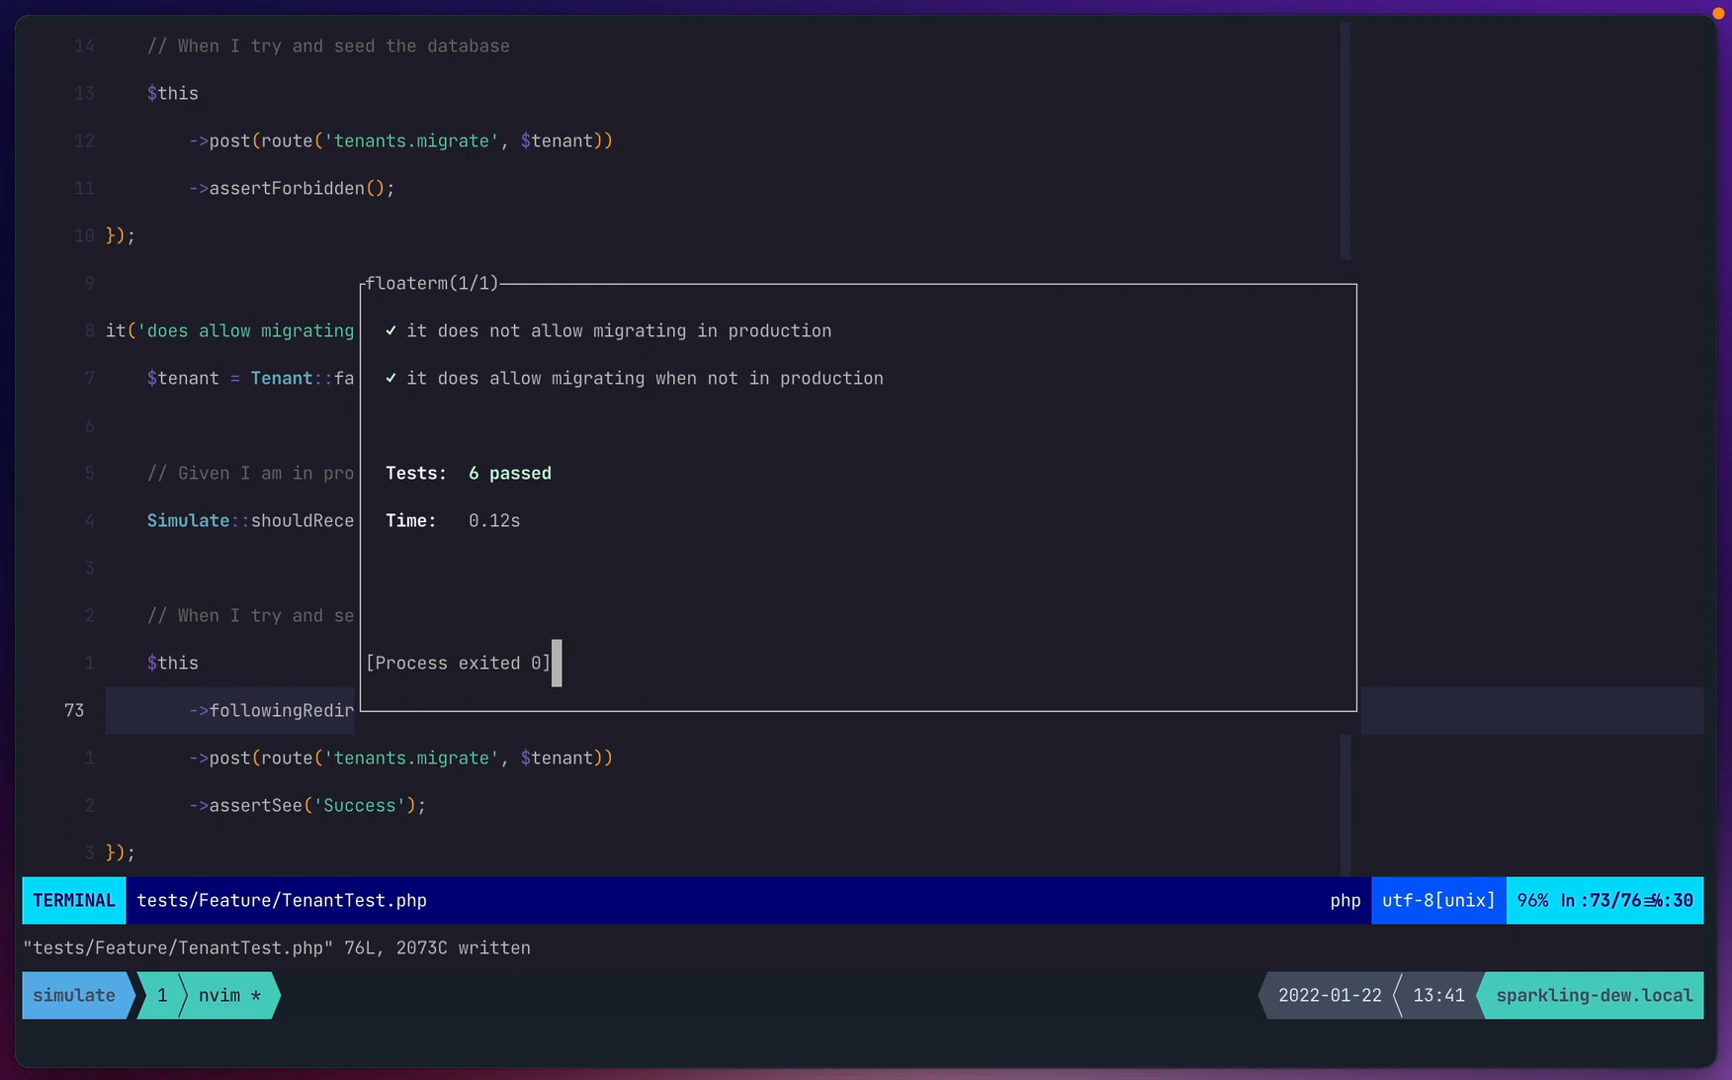 14 // When I try and seed the database
13 $this
12 ->post(route('tenants.migrate', $tenant))
11 ->assertForbidden();
10 });
9
8 it('does allow migrating
7 $tenant = Tenant::fa
6
5 // Given I am in pro
4 Simulate::shouldRece
3
2 // When I try and se
1 $this
73 ->followingRedir
1 ->post(route('tenants.migrate', $tenant))
2 ->assertSee('Success');
3 });
floaterm(1/1)
✓ it does not allow migrating in production
✓ it does allow migrating when not in production
Tests: 6 passed
Time: 0.12s
[Process exited 0]
TERMINAL tests/Feature/TenantTest.php php utf-8[unix] 96% ln :73/76
:30
"tests/Feature/TenantTest.php" 76L, 2073C written
simulate 1 nvim * 2022-01-22 13:41 sparkling-dew.local